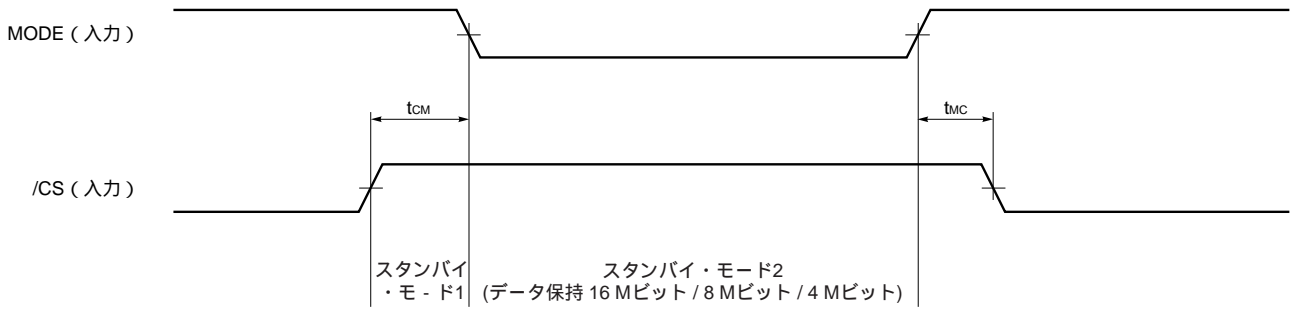 MODE（入力）
tCM
tMC
/CS（入力）
スタンバイ
・モ - ド1
スタンバイ・モード2
(データ保持 16 Mビット / 8 Mビット / 4 Mビット)